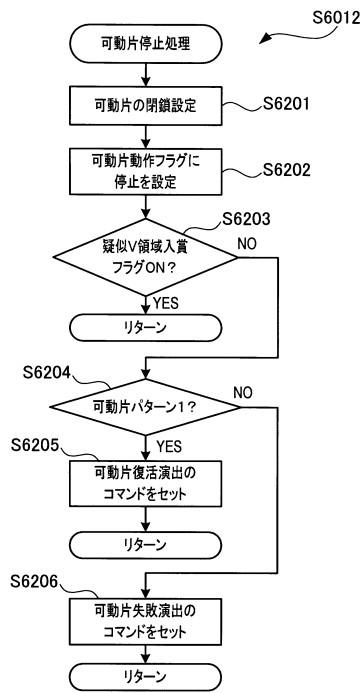 S6012
可動片停止処理
可動片の閉鎖設定
S6201
可動片動作フラグに
停止を設定
S6202
S6203
疑似V領域入賞
フラグON？
NO
YES
リターン
S6204
可動片パターン1？
NO
YES
S6205
可動片復活演出の
コマンドをセット
リターン
S6206
可動片失敗演出の
コマンドをセット
リターン